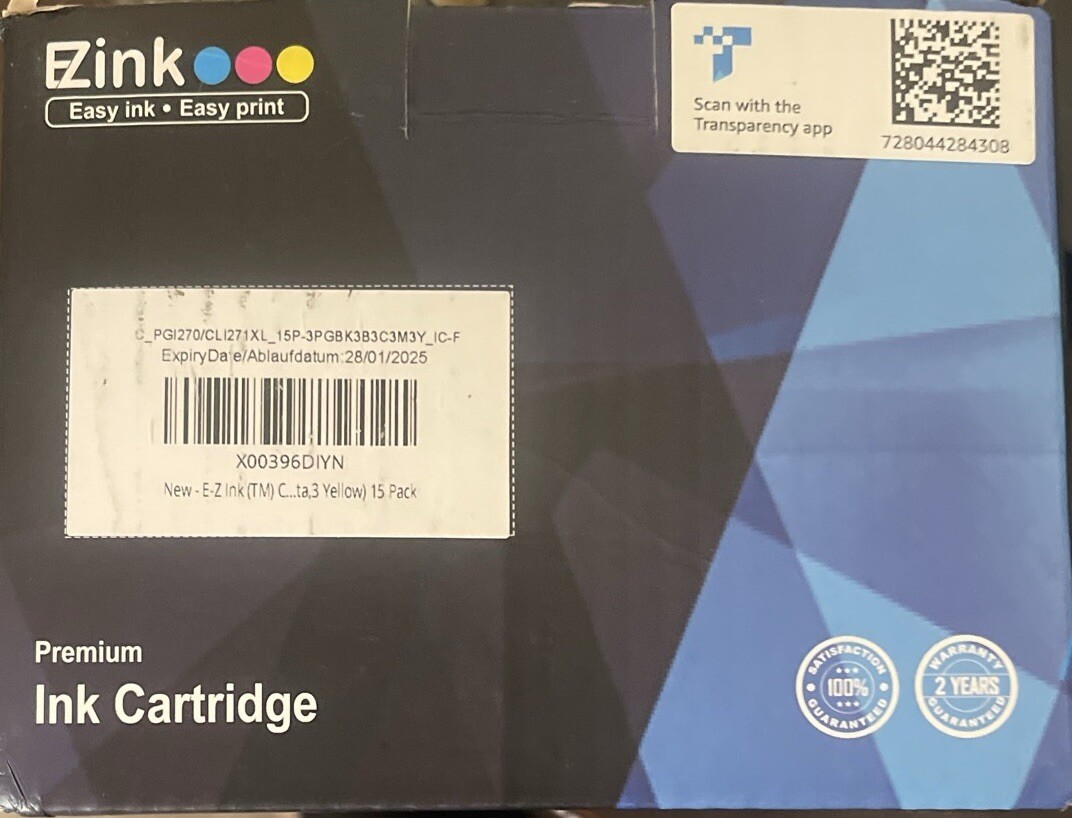 EZink
Easy ink • Easy print
Scan with the
Transparency app
728044284308
C_PGI270/CLI271XL_15P-3PGBK3B3C3M3Y_IC-F
ExpiryDate/Ablaufdatum:28/01/2025
X00396DIYN
New - E-Z Ink (TM) C...ta,3 Yellow) 15 Pack
Premium
Ink Cartridge
SATISFACTION
100%
GUARANTEED
WARRANTY
2 YEARS
GUARANTEED